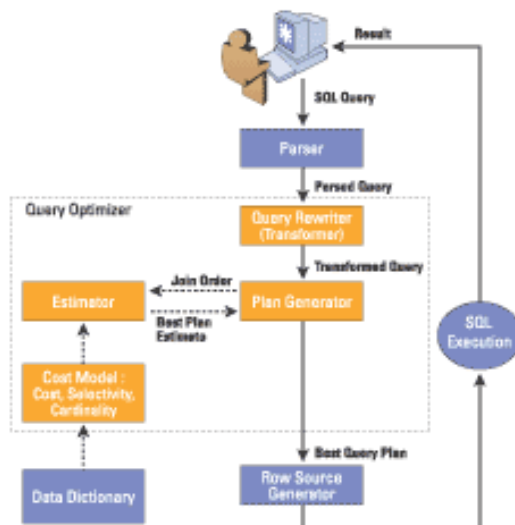 Result
SQL Query
Parser
Parsed Query
Query Optimizer
Query Rewriter
(Transformer)
Join Order
Transformed Query
Estimator
Plan Generator
Best Plan
Estimate
SQL
Execution
Cost Model :
Cost, Selectivity,
Cardinality
Best Query Plan
Data Dictionary
Row Source
Generator